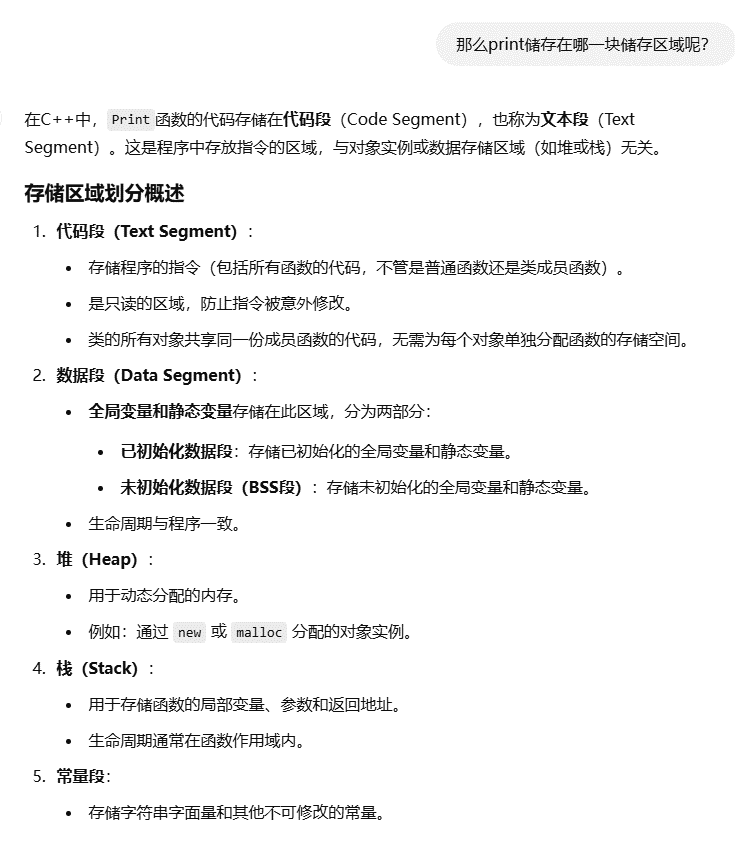 那么print储存在哪一块储存区域呢？
在C++中，Print函数的代码存储在代码段（Code Segment），也称为文本段（Text
Segment）。这是程序中存放指令的区域，与对象实例或数据存储区域（如堆或栈）无关。
存储区域划分概述
1. 代码段（Text Segment）：
• 存储程序的指令（包括所有函数的代码，不管是普通函数还是类成员函数）。
• 是只读的区域，防止指令被意外修改。
• 类的所有对象共享同一份成员函数的代码，无需为每个对象单独分配函数的存储空间。
2. 数据段（Data Segment）：
• 全局变量和静态变量存储在此区域，分为两部分：
• 已初始化数据段：存储已初始化的全局变量和静态变量。
• 未初始化数据段（BSS段）：存储未初始化的全局变量和静态变量。
• 生命周期与程序一致。
3. 堆（Heap）：
• 用于动态分配的内存。
• 例如：通过 new 或 malloc 分配的对象实例。
4. 栈（Stack）：
• 用于存储函数的局部变量、参数和返回地址。
• 生命周期通常在函数作用域内。
5. 常量段：
• 存储字符串字面量和其他不可修改的常量。